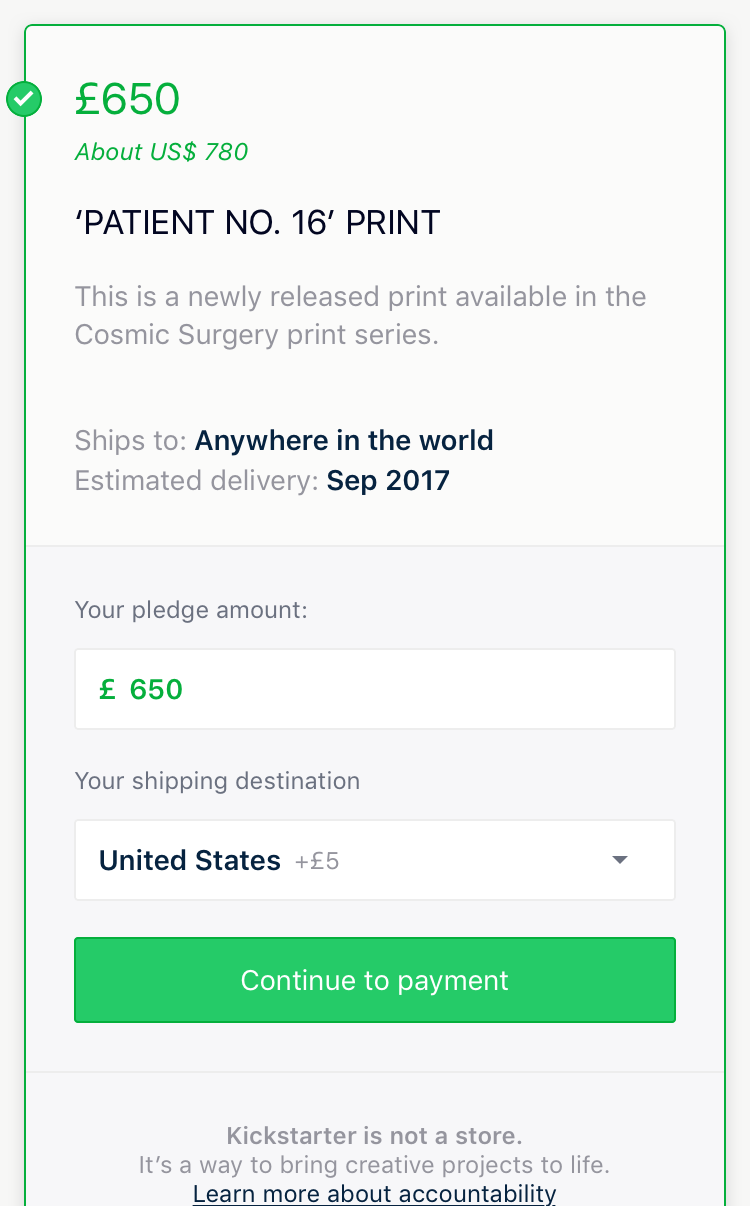 £650
About US$ 780
‘PATIENT NO. 16’ PRINT
This is a newly released print available in the
Cosmic Surgery print series.
Ships to: Anywhere in the world
Estimated delivery: Sep 2017
Your pledge amount:
£ 650
Your shipping destination
United States +£5
Continue to payment
Kickstarter is not a store.
It’s a way to bring creative projects to life.
Learn more about accountability